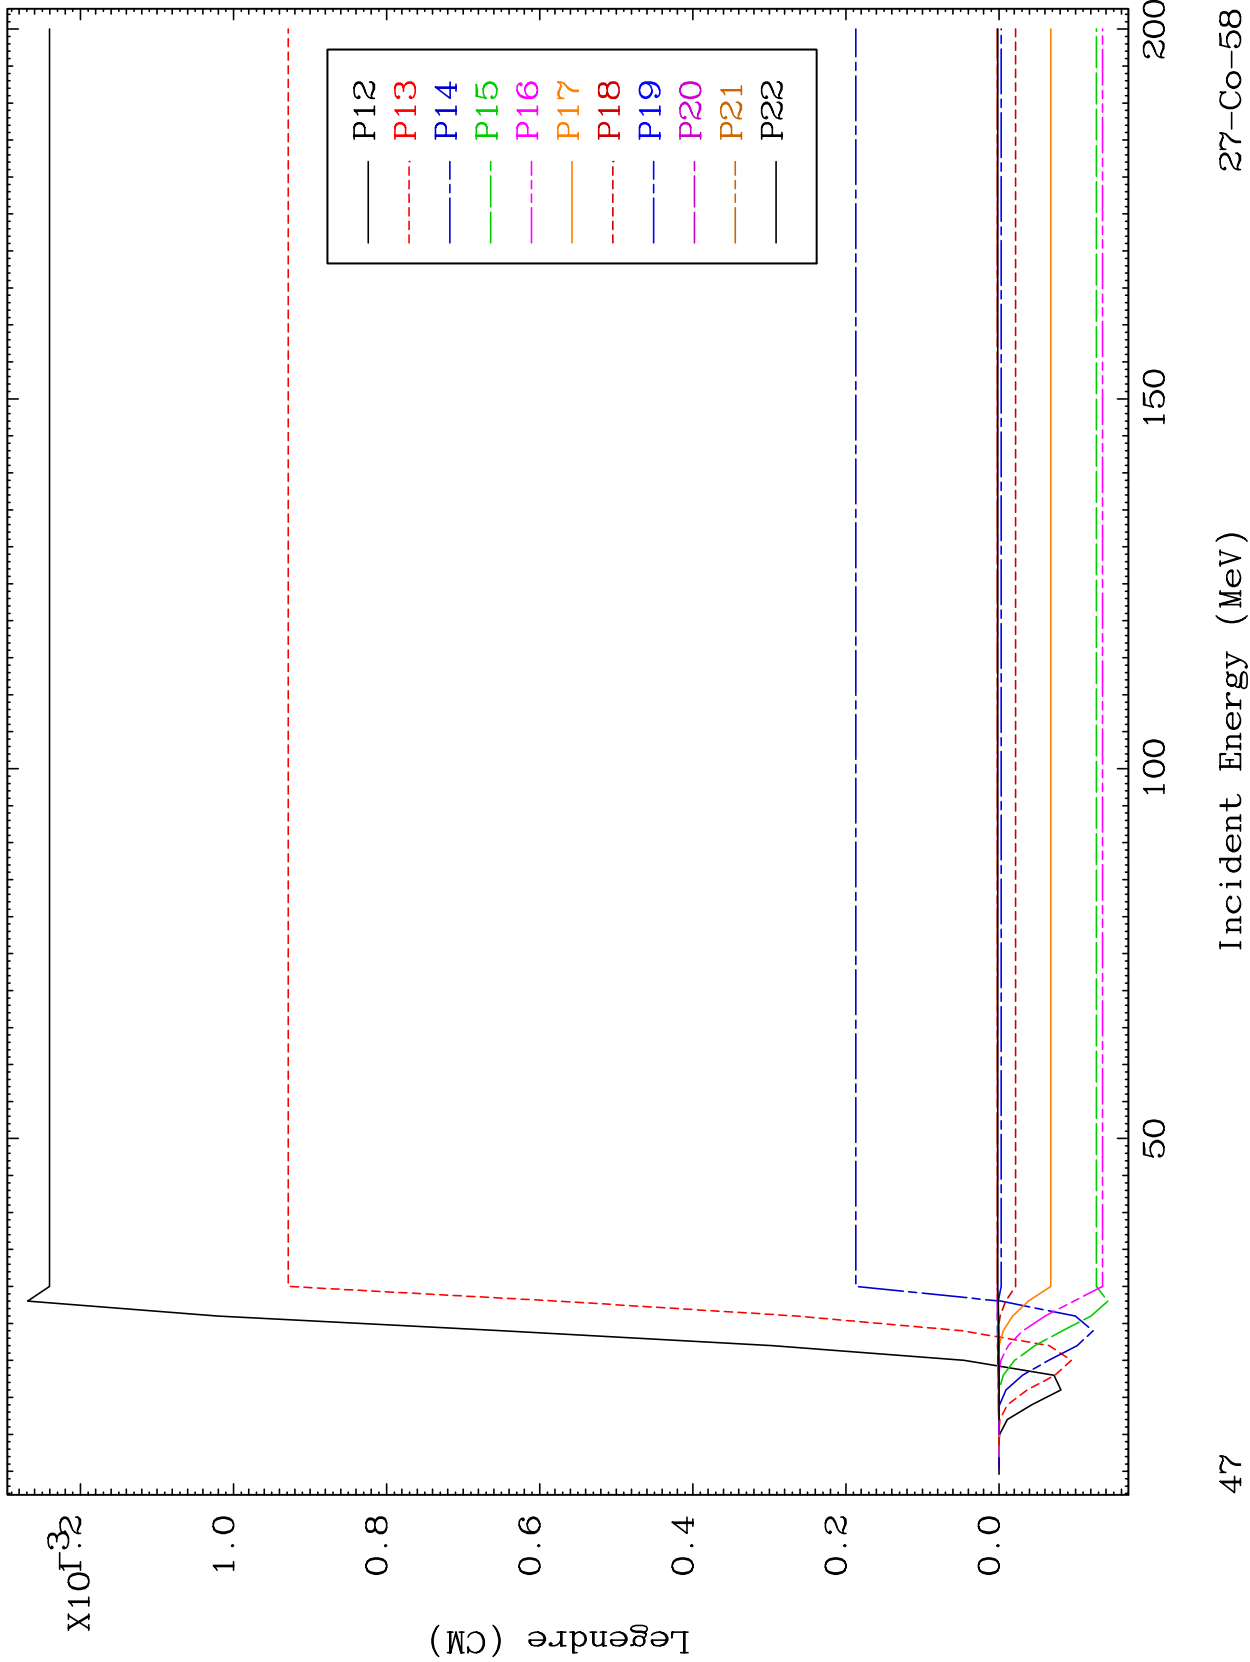 X10-3
1.2
1.0
0.8
0.6
0.4
0.2
0.0
Legendre (CM)
P12
P13
P14
P15
P16
P17
P18
P19
P20
P21
P22
50
100
150
200
Incident Energy (MeV)
47
27-Co-58